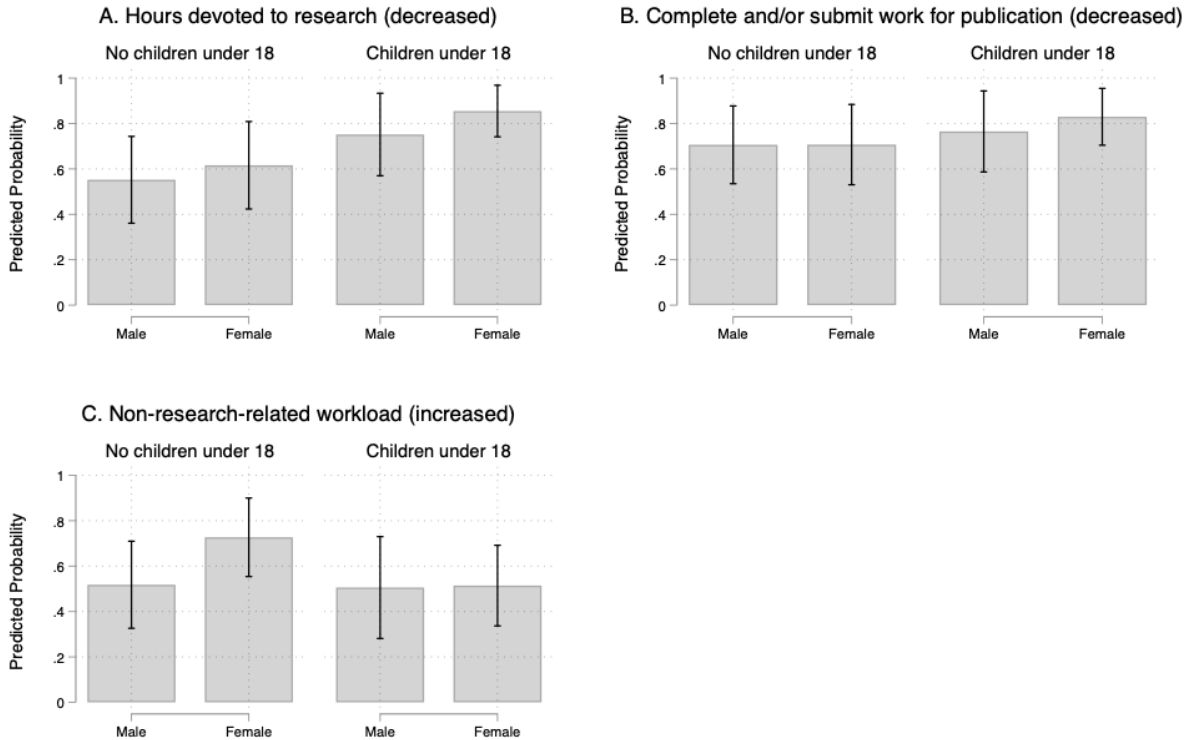 A. Hours devoted to research (decreased)
No children under 18 Children under 18
Predicted Probability
1
.8
.6
.4
.2
0
Male Female Male Female
B. Complete and/or submit work for publication (decreased)
No children under 18 Children under 18
Predicted Probability
1
.8
.6
.4
.2
0
Male Female Male Female
C. Non-research-related workload (increased)
No children under 18 Children under 18
Predicted Probability
1
.8
.6
.4
.2
0
Male Female Male Female